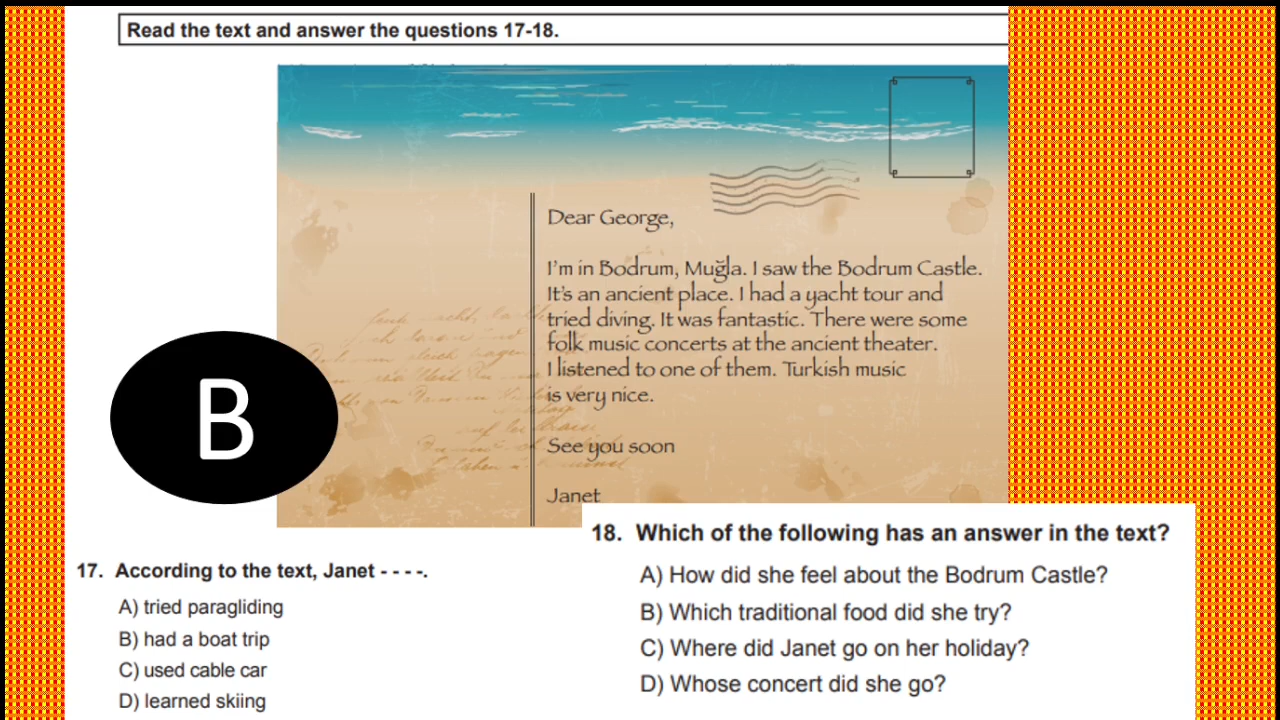 Read the text and answer the questions 17-18.
Dear George,
I'm in Bodrum, Muğla. I saw the Bodrum Castle.
It's an ancient place. I had a yacht tour and
tried diving. It was fantastic. There were some
folk music concerts at the ancient theater.
I listened to one of them. Turkish music
is very nice.
See you soon
Janet
B
17. According to the text, Janet - - - -.
A) tried paragliding
B) had a boat trip
C) used cable car
D) learned skiing
18. Which of the following has an answer in the text?
A) How did she feel about the Bodrum Castle?
B) Which traditional food did she try?
C) Where did Janet go on her holiday?
D) Whose concert did she go?